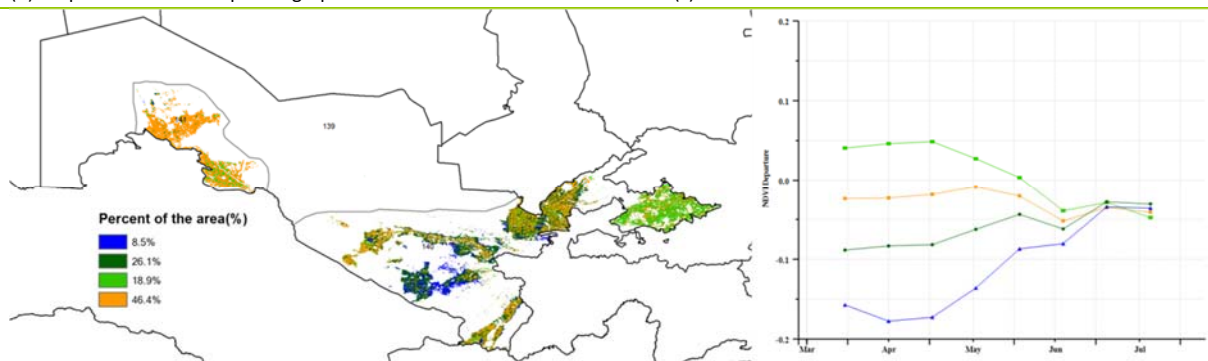 139
140
Percent of the area(%)
8.5%
26.1%
18.9%
46.4%
NDVI Departure
0.2
0.1
0.0
-0.1
-0.2
Mar
Apr
May
Jun
Jul